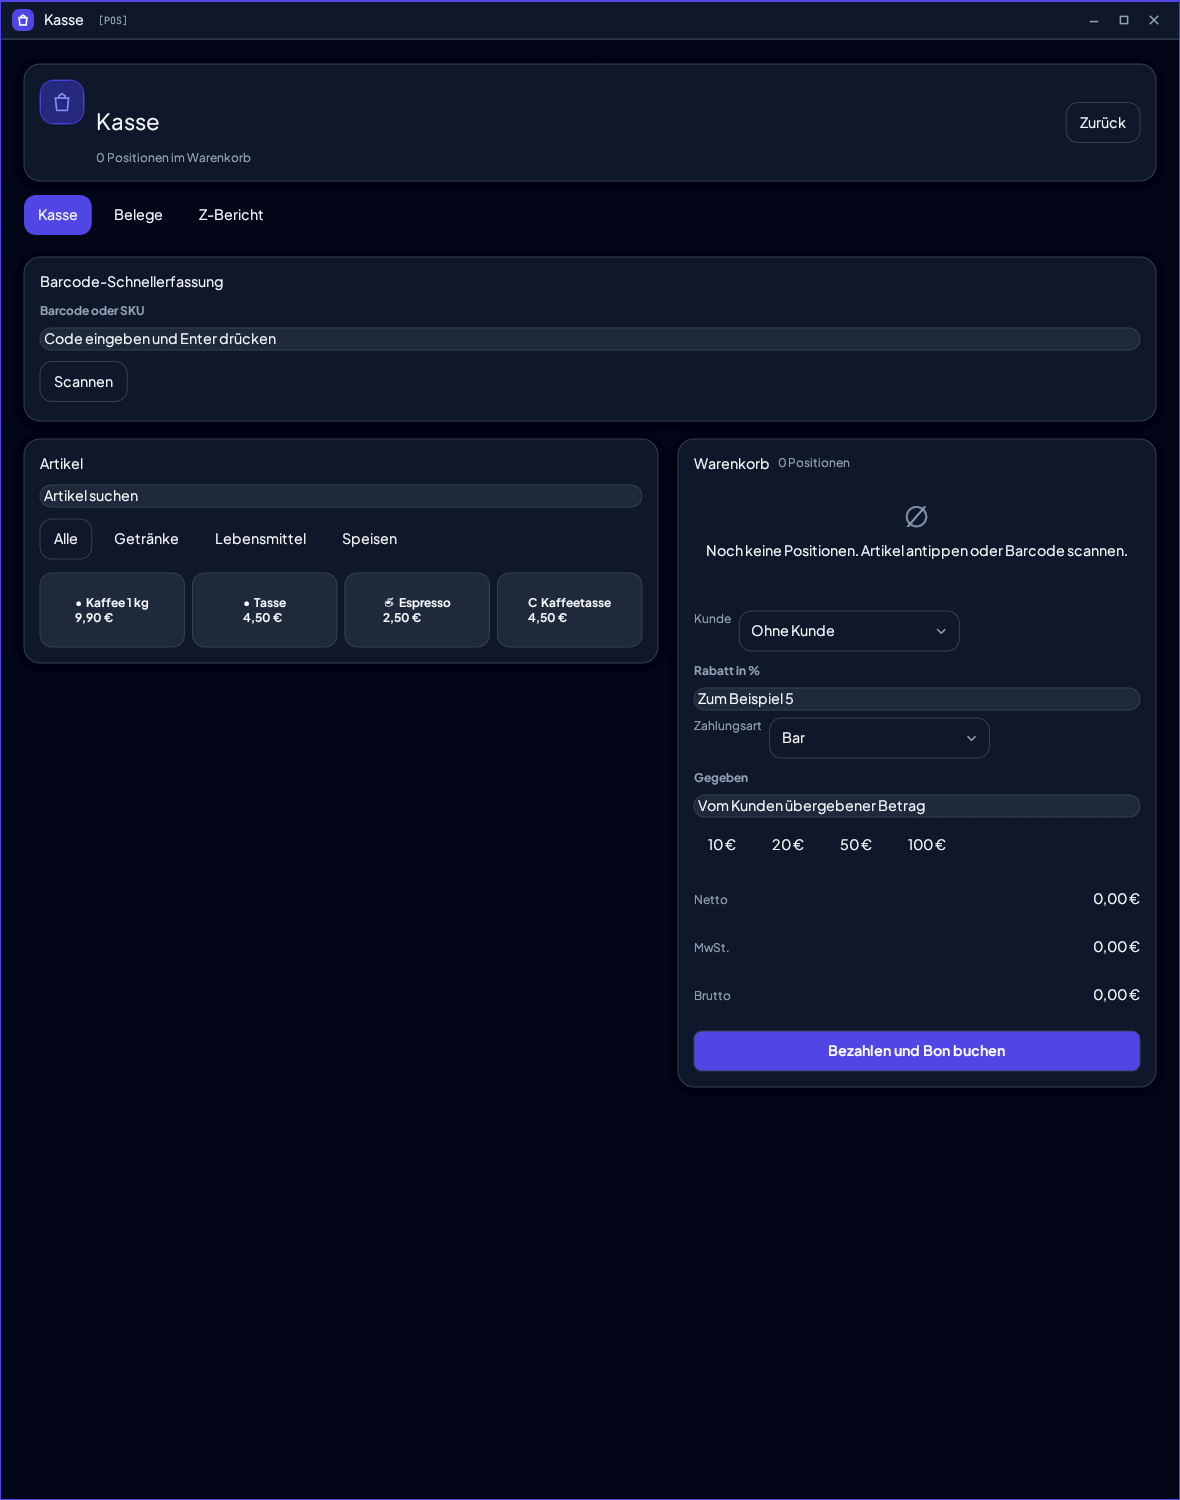 Kasse [POS]
Kasse
0 Positionen im Warenkorb
Zurück
Kasse Belege Z-Bericht
Barcode-Schnellerfassung
Barcode oder SKU
Code eingeben und Enter drücken
Scannen
Artikel
Artikel suchen
Alle Getränke Lebensmittel Speisen
Kaffee 1 kg
9,90 €
Tasse
4,50 €
Espresso
2,50 €
C Kaffeetasse
4,50 €
Warenkorb 0 Positionen
Noch keine Positionen. Artikel antippen oder Barcode scannen.
Kunde Ohne Kunde
Rabatt in %
Zum Beispiel 5
Zahlungsart Bar
Gegeben
Vom Kunden übergebener Betrag
10 € 20 € 50 € 100 €
Netto 0,00 €
MwSt. 0,00 €
Brutto 0,00 €
Bezahlen und Bon buchen